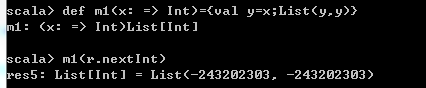 scala> def m1(x: => Int)={val y=x;List(y,y)}
m1: (x: => Int)List[Int]
scala> m1(r.nextInt)
res5: List[Int] = List(-243202303, -243202303)